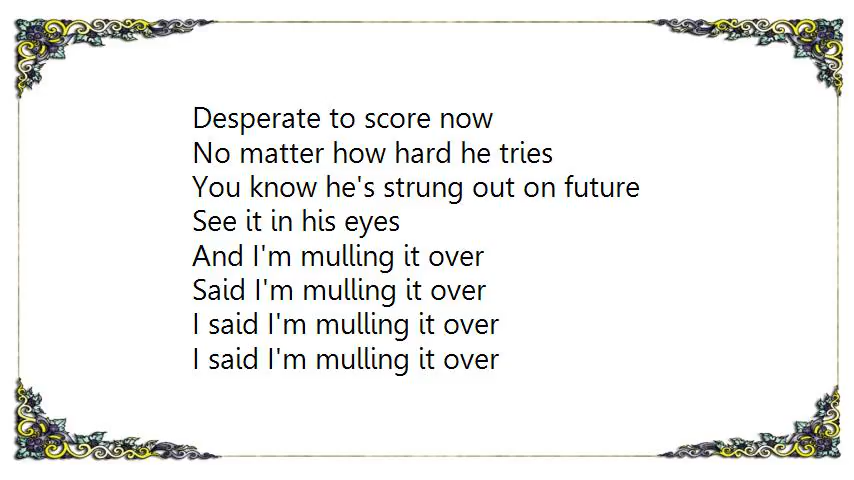 Desperate to score now
No matter how hard he tries
You know he's strung out on future
See it in his eyes
And I'm mulling it over
Said I'm mulling it over
I said I'm mulling it over
I said I'm mulling it over